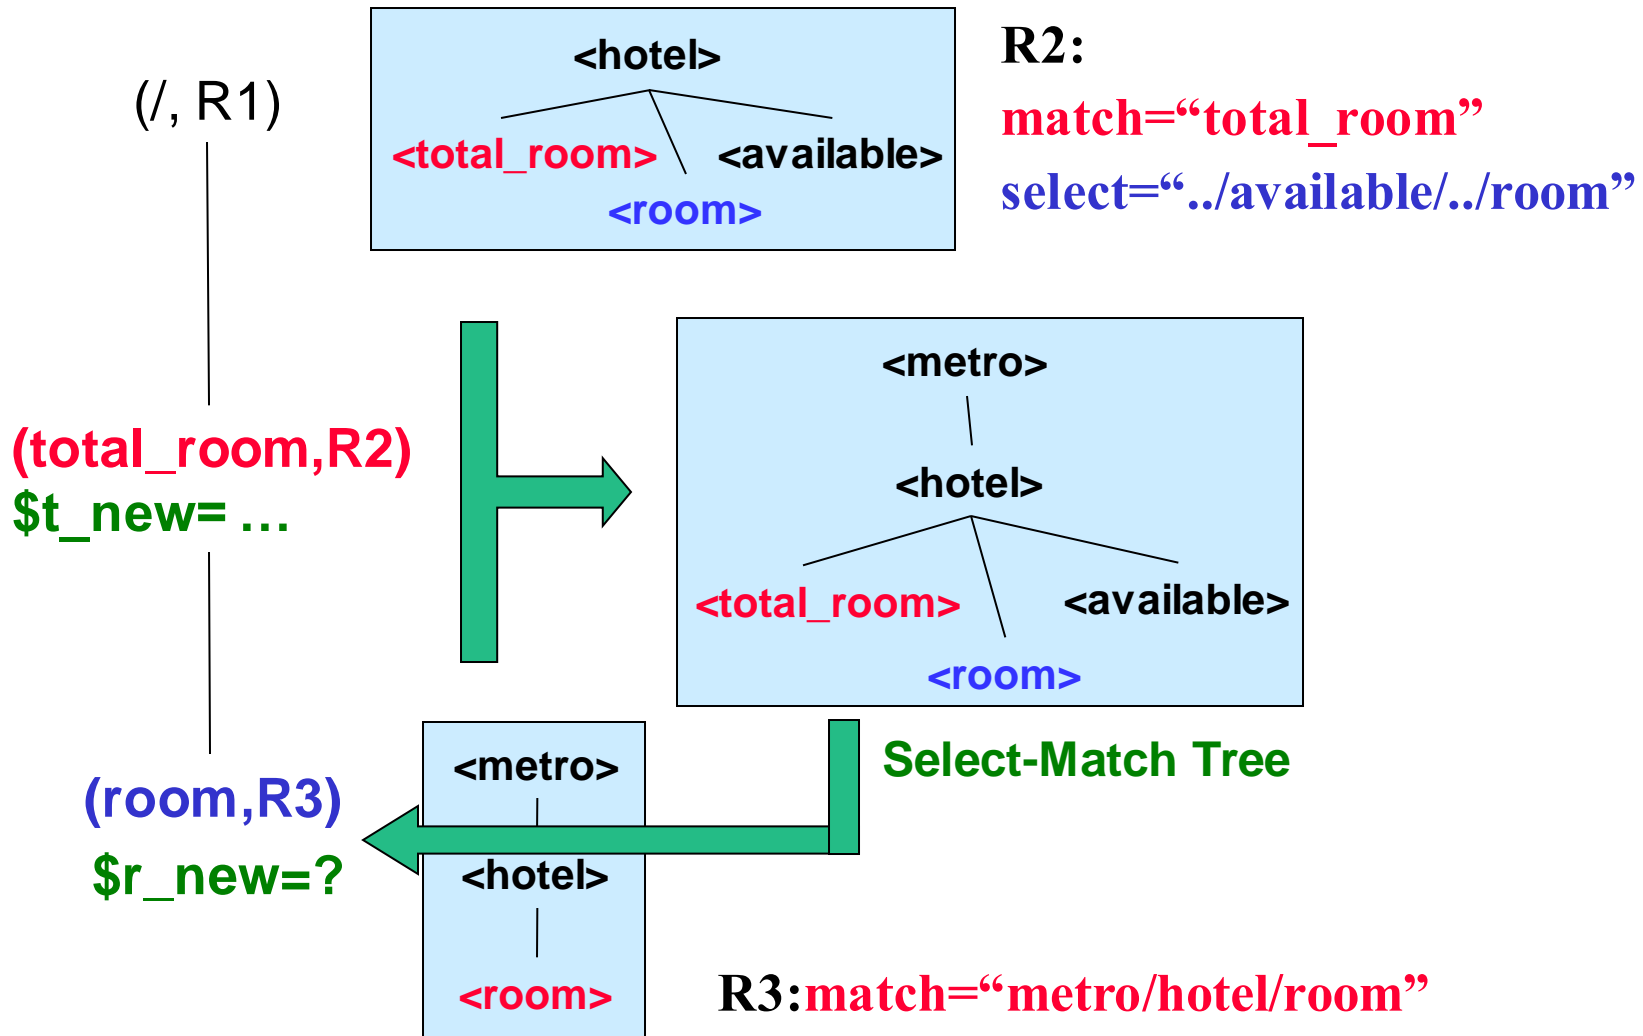 (/, R1)
<hotel>
<total_room>
<available>
<room>
R2:
match=“total_room”
select=“../available/../room”
(total_room,R2)
$t_new= …
<metro>
<hotel>
<total_room>
<available>
<room>
Select-Match Tree
(room,R3)
$r_new=?
<metro>
<hotel>
<room>
R3:match=“metro/hotel/room”